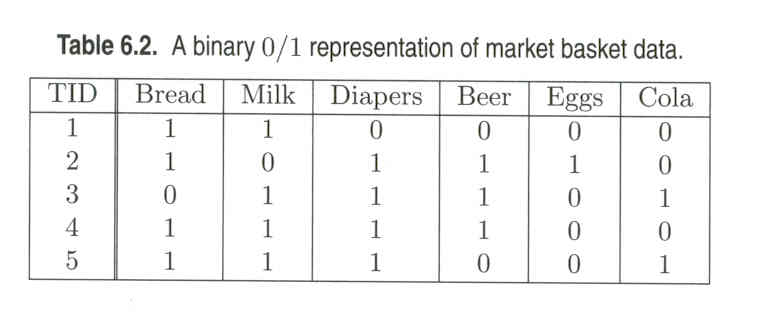 Table 6.2. A binary 0/1 representation of market basket data.
TID Bread Milk Diapers Beer Eggs Cola
1 1 1 0 0 0 0
2 1 0 1 1 1 0
3 0 1 1 1 0 1
4 1 1 1 1 0 0
5 1 1 1 0 0 1